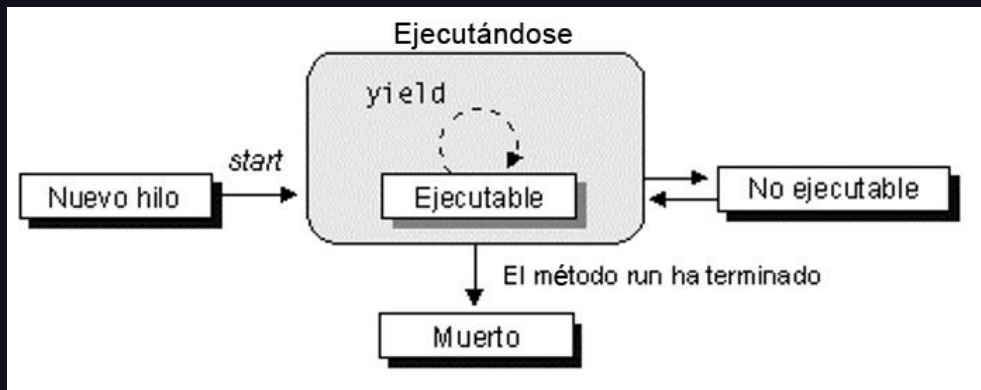 Ejecutándose
yield
start
Nuevo hilo
Ejecutable
No ejecutable
El método run ha terminado
Muerto